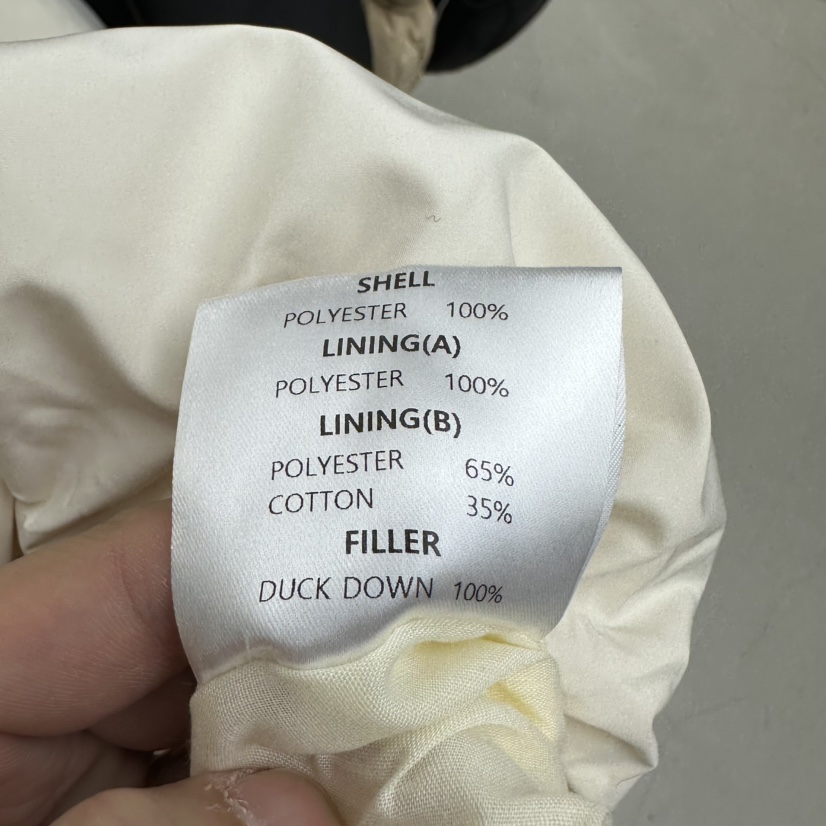 SHELL
POLYESTER 100%
LINING(A)
POLYESTER 100%
LINING(B)
POLYESTER 65%
COTTON 35%
FILLER
DUCK DOWN 100%